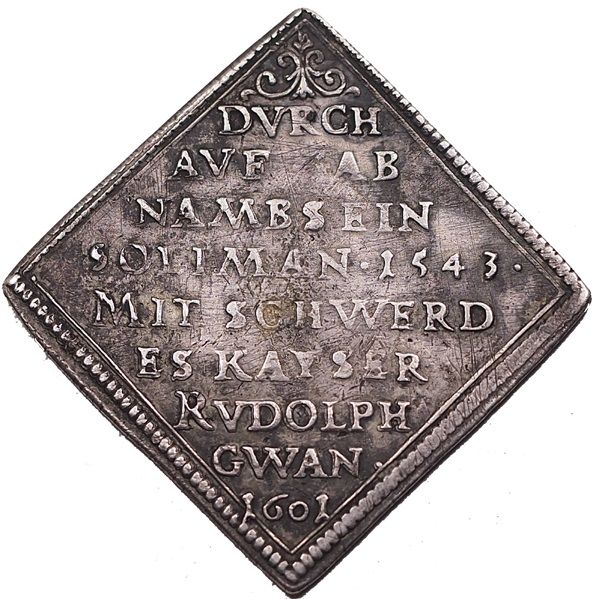 DVRCH
AVF AB
NAMBS EIN
SOLIMAN · 1543 ·
MIT SCHWERD
ES KAYSER
RVDOLPH
GWAN ·
1601